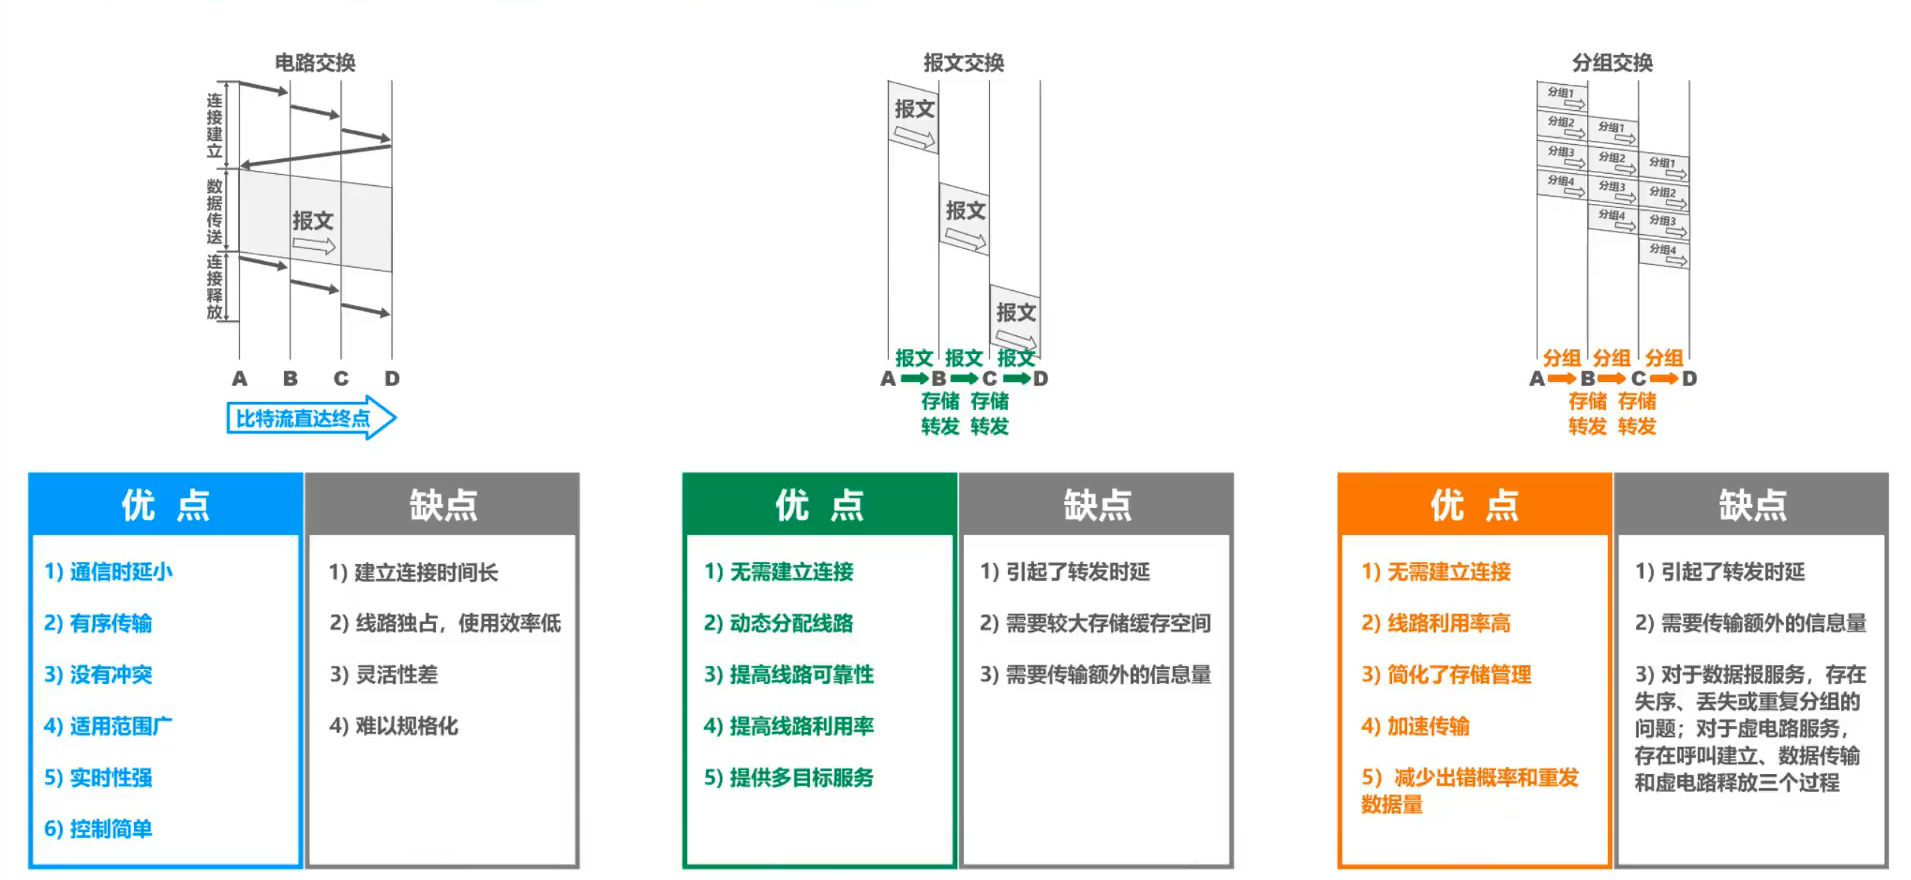 电路交换
连接建立
数据传送
连接释放
报文
A B C D
比特流直达终点
优 点
1) 通信时延小
2) 有序传输
3) 没有冲突
4) 适用范围广
5) 实时性强
6) 控制简单
缺点
1) 建立连接时间长
2) 线路独占，使用效率低
3) 灵活性差
4) 难以规格化
报文交换
报文
报文
报文
报文 报文 报文
A B C D
存储 存储
转发 转发
优 点
1) 无需建立连接
2) 动态分配线路
3) 提高线路可靠性
4) 提高线路利用率
5) 提供多目标服务
缺点
1) 引起了转发时延
2) 需要较大存储缓存空间
3) 需要传输额外的信息量
分组交换
分组1
分组2 分组1
分组3 分组2 分组1
分组4 分组3 分组2
分组4 分组3
分组4
分组 分组 分组
A B C D
存储 存储
转发 转发
优 点
1) 无需建立连接
2) 线路利用率高
3) 简化了存储管理
4) 加速传输
5) 减少出错概率和重发
数据量
缺点
1) 引起了转发时延
2) 需要传输额外的信息量
3) 对于数据报服务，存在
失序、丢失或重复分组的
问题；对于虚电路服务，
存在呼叫建立、数据传输
和虚电路释放三个过程